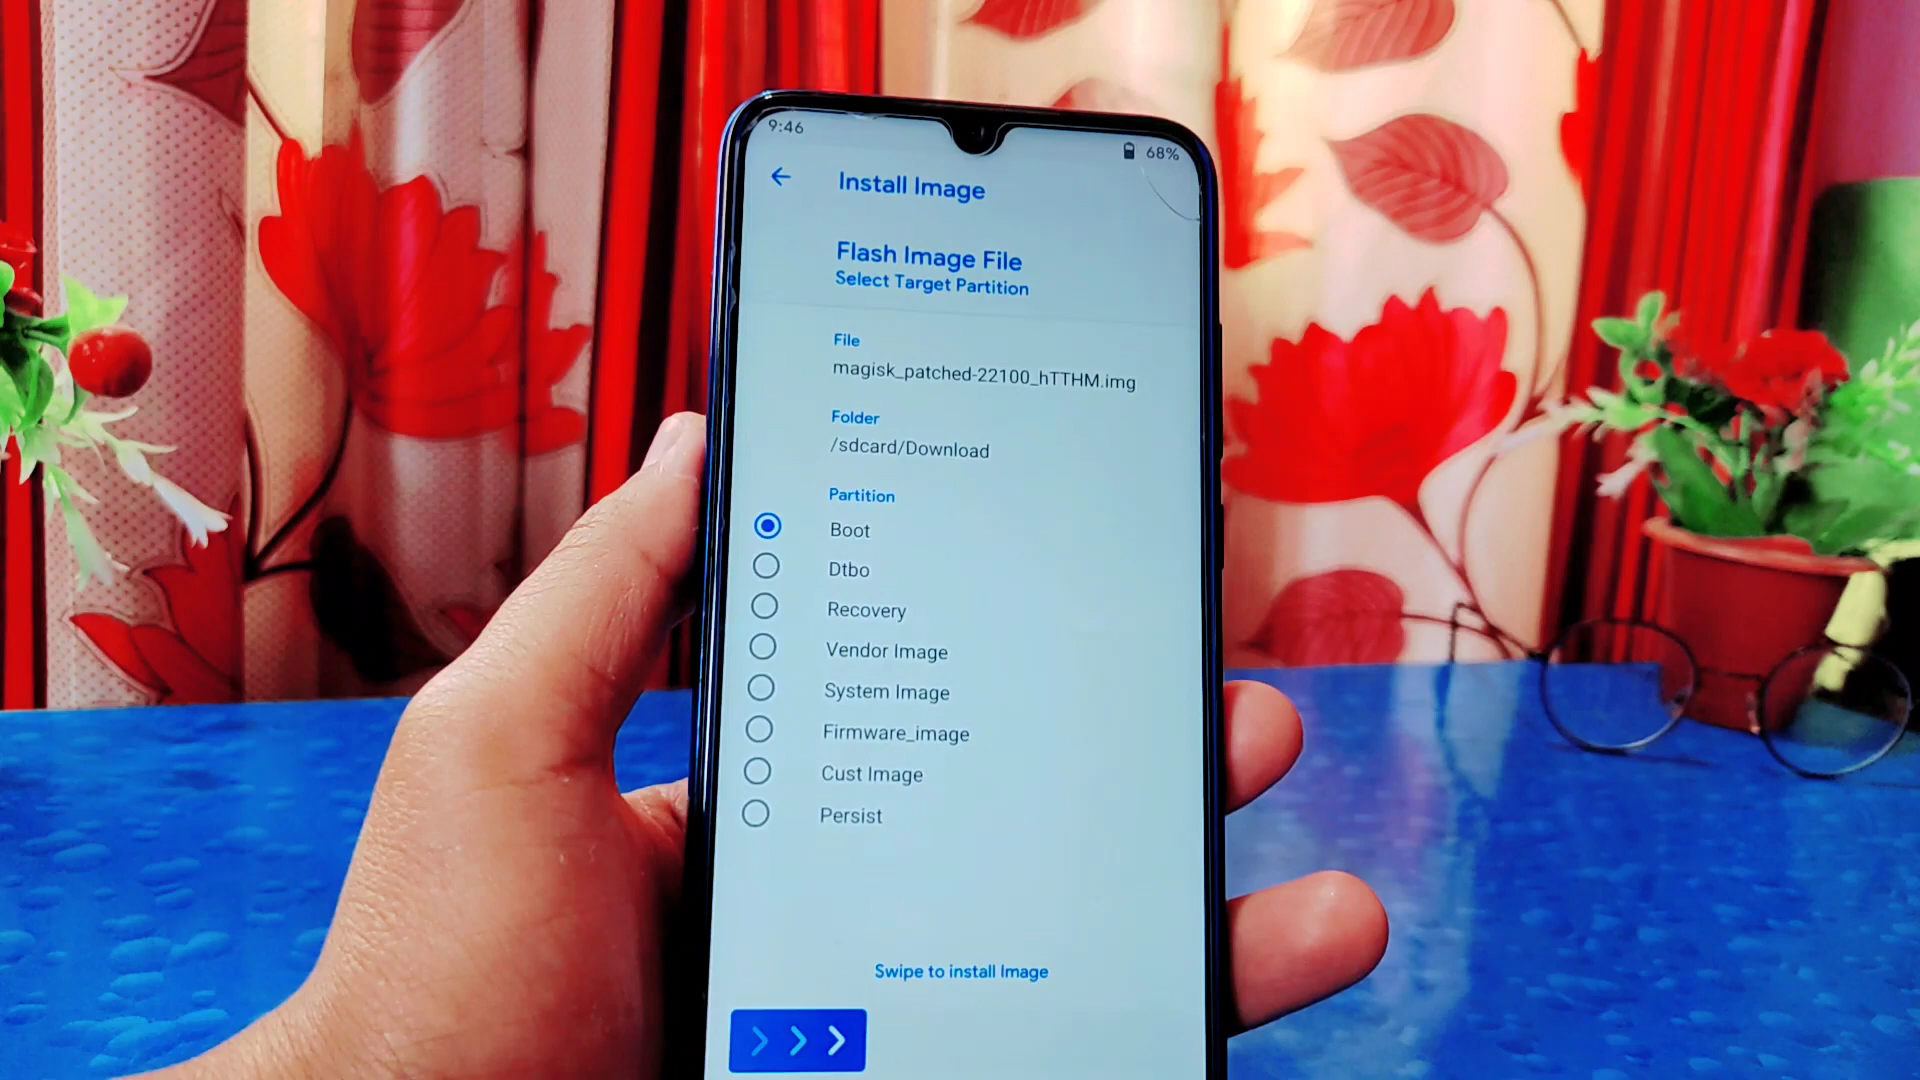 9:46
68%
Install Image
Flash Image File
Select Target Partition
File
magisk_patched-22100_hTTHM.img
Folder
/sdcard/Download
Partition
Boot
Dtbo
Recovery
Vendor Image
System Image
Firmware_image
Cust Image
Persist
Swipe to install Image